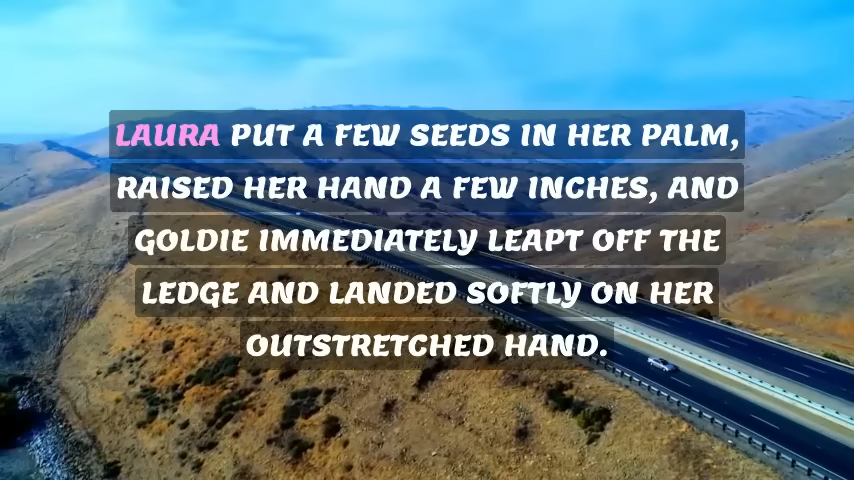 LAURA PUT A FEW SEEDS IN HER PALM,
RAISED HER HAND A FEW INCHES, AND
GOLDIE IMMEDIATELY LEAPT OFF THE
LEDGE AND LANDED SOFTLY ON HER
OUTSTRETCHED HAND.